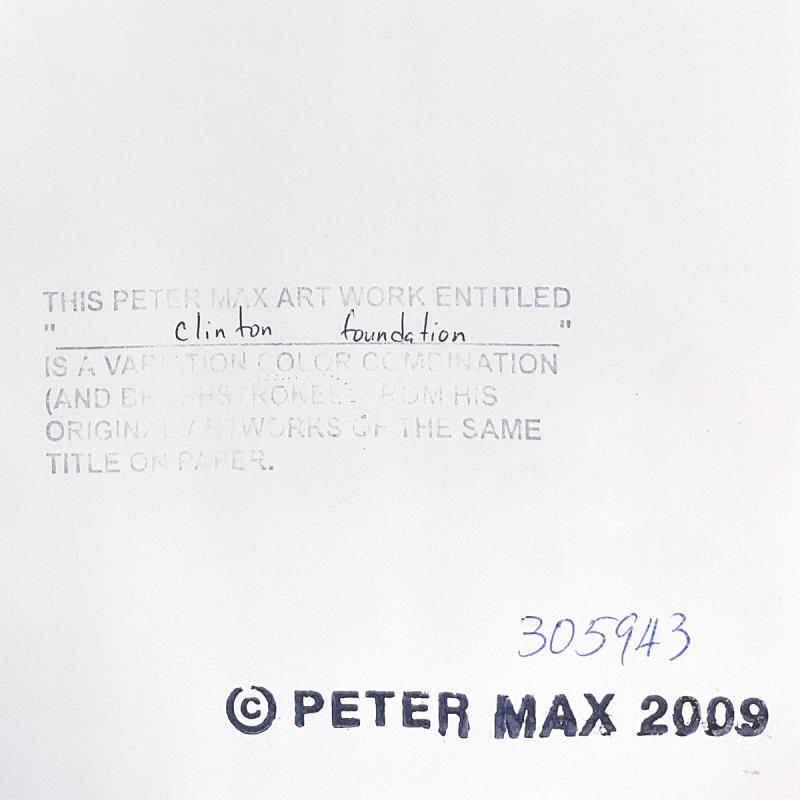 THIS PETER MAX ART WORK ENTITLED
" clinton foundation "
IS A VARIATION COLOR COMBINATION
(AND BRUSHSTROKES) FROM HIS
ORIGINAL ARTWORKS OF THE SAME
TITLE ON PAPER.
305943
© PETER MAX 2009